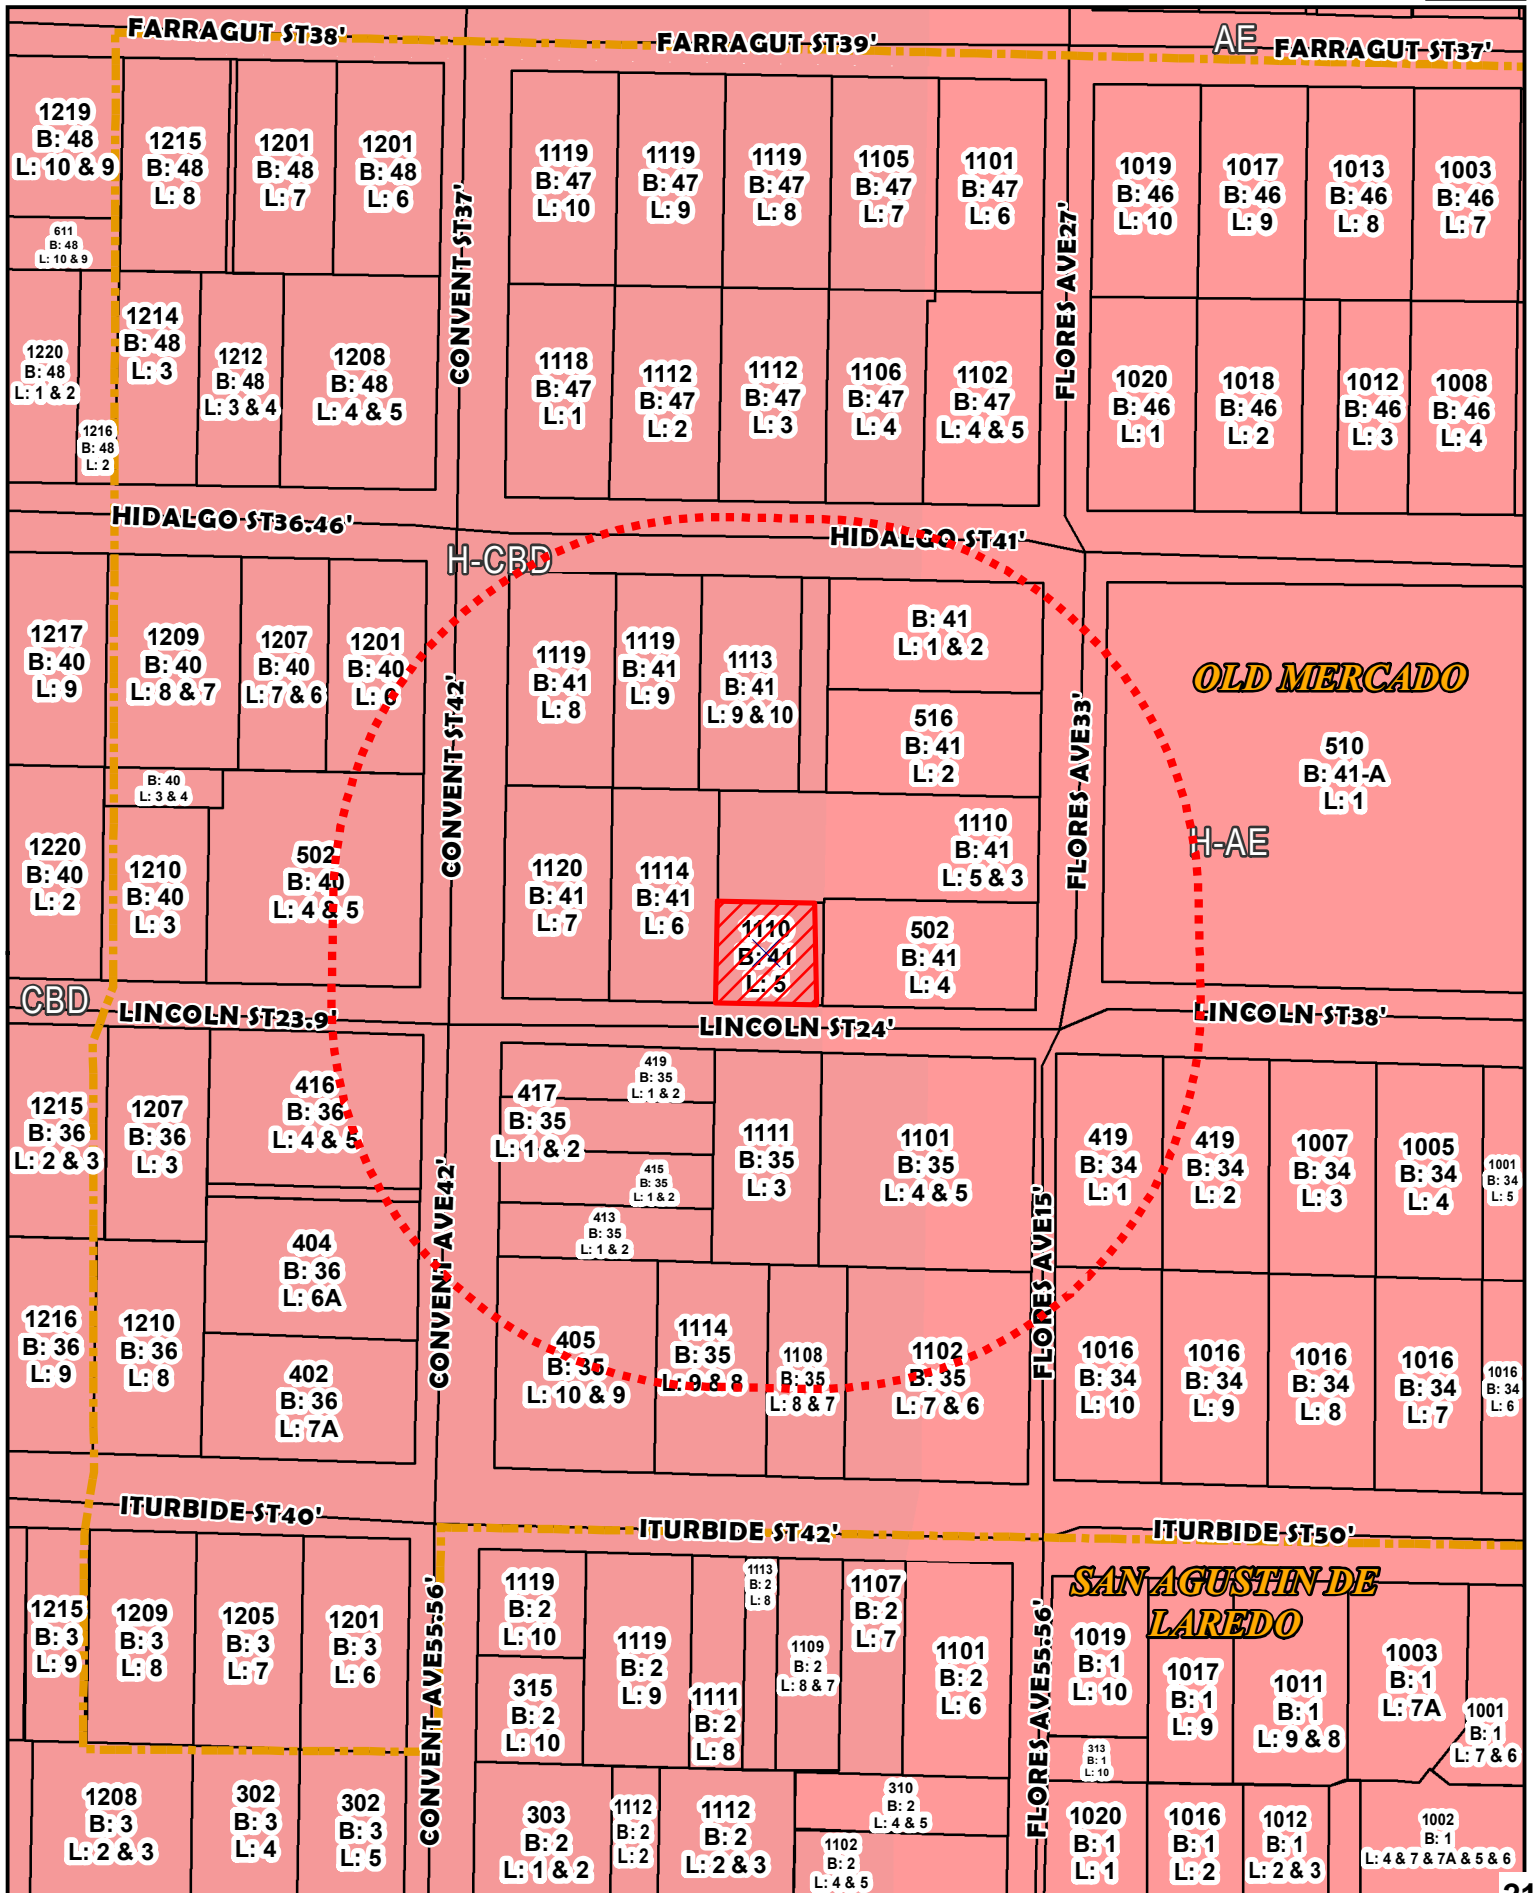 FARRAGUT ST38'
FARRAGUT ST39'
AE
FARRAGUT ST37'
1219
B: 48
L: 10 & 9
1215
B: 48
L: 8
1201
B: 48
L: 7
1201
B: 48
L: 6
1119
B: 47
L: 10
1119
B: 47
L: 9
1119
B: 47
L: 8
1105
B: 47
L: 7
1101
B: 47
L: 6
1019
B: 46
L: 10
1017
B: 46
L: 9
1013
B: 46
L: 8
1003
B: 46
L: 7
611
B: 48
L: 10 & 9
CONVENT ST37'
FLORES AVE27'
1220
B: 48
L: 1 & 2
1216
B: 48
L: 2
1214
B: 48
L: 3
1212
B: 48
L: 3 & 4
1208
B: 48
L: 4 & 5
1118
B: 47
L: 1
1112
B: 47
L: 2
1112
B: 47
L: 3
1106
B: 47
L: 4
1102
B: 47
L: 4 & 5
1020
B: 46
L: 1
1018
B: 46
L: 2
1012
B: 46
L: 3
1008
B: 46
L: 4
HIDALGO ST36.46'
HIDALGO ST41'
H-CBD
1217
B: 40
L: 9
1209
B: 40
L: 8 & 7
1207
B: 40
L: 7 & 6
1201
B: 40
L: 6
1119
B: 41
L: 8
1119
B: 41
L: 9
1113
B: 41
L: 9 & 10
B: 41
L: 1 & 2
516
B: 41
L: 2
OLD MERCADO
510
B: 41-A
L: 1
H-AE
CONVENT ST42'
FLORES AVE33'
B: 40
L: 3 & 4
1220
B: 40
L: 2
1210
B: 40
L: 3
502
B: 40
L: 4 & 5
1120
B: 41
L: 7
1114
B: 41
L: 6
1110
B: 41
L: 5 & 3
1110
B: 41
L: 5
502
B: 41
L: 4
CBD
LINCOLN ST23.9'
LINCOLN ST24'
LINCOLN ST38'
1215
B: 36
L: 2 & 3
1207
B: 36
L: 3
416
B: 36
L: 4 & 5
419
B: 35
L: 1 & 2
417
B: 35
L: 1 & 2
415
B: 35
L: 1 & 2
413
B: 35
L: 1 & 2
1111
B: 35
L: 3
1101
B: 35
L: 4 & 5
419
B: 34
L: 1
419
B: 34
L: 2
1007
B: 34
L: 3
1005
B: 34
L: 4
1001
B: 34
L: 5
CONVENT AVE42'
FLORES AVE15'
1216
B: 36
L: 9
1210
B: 36
L: 8
404
B: 36
L: 6A
402
B: 36
L: 7A
405
B: 35
L: 10 & 9
1114
B: 35
L: 9 & 8
1108
B: 35
L: 8 & 7
1102
B: 35
L: 7 & 6
1016
B: 34
L: 10
1016
B: 34
L: 9
1016
B: 34
L: 8
1016
B: 34
L: 7
1016
B: 34
L: 6
ITURBIDE ST40'
ITURBIDE ST42'
ITURBIDE ST50'
SAN AGUSTIN DE
LAREDO
1215
B: 3
L: 9
1209
B: 3
L: 8
1205
B: 3
L: 7
1201
B: 3
L: 6
CONVENT AVE55.56'
1119
B: 2
L: 10
315
B: 2
L: 10
1119
B: 2
L: 9
1111
B: 2
L: 8
1113
B: 2
L: 8
1109
B: 2
L: 8 & 7
1107
B: 2
L: 7
1101
B: 2
L: 6
FLORES AVE55.56'
1019
B: 1
L: 10
1017
B: 1
L: 9
1011
B: 1
L: 9 & 8
1003
B: 1
L: 7A
1001
B: 1
L: 7 & 6
313
B: 1
L: 10
1208
B: 3
L: 2 & 3
302
B: 3
L: 4
302
B: 3
L: 5
303
B: 2
L: 1 & 2
1112
B: 2
L: 2
1112
B: 2
L: 2 & 3
310
B: 2
L: 4 & 5
1102
B: 2
L: 4 & 5
1020
B: 1
L: 1
1016
B: 1
L: 2
1012
B: 1
L: 2 & 3
1002
B: 1
L: 4 & 7 & 7A & 5 & 6